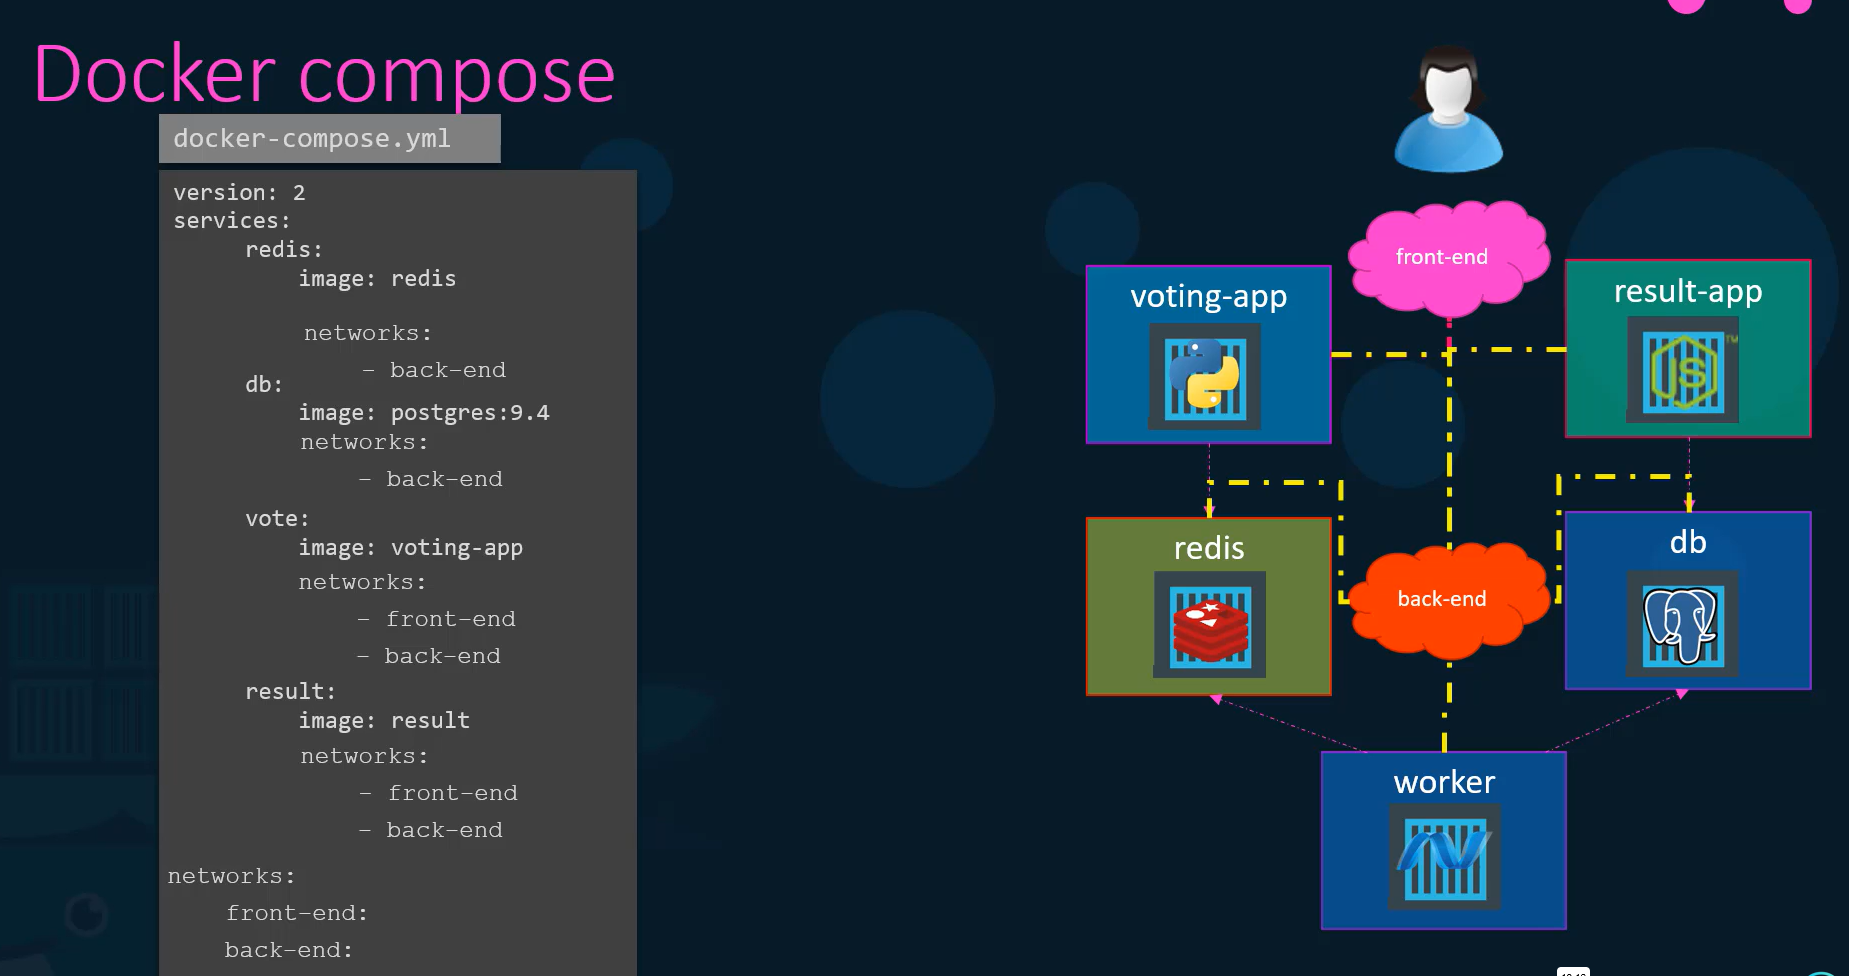 Docker compose
docker-compose.yml
version: 2
services:
redis:
image: redis
networks:
- back-end
db:
image: postgres:9.4
networks:
- back-end
vote:
image: voting-app
networks:
- front-end
- back-end
result:
image: result
networks:
- front-end
- back-end
networks:
front-end:
back-end:
front-end
voting-app
result-app
JS
TM
redis
db
back-end
worker